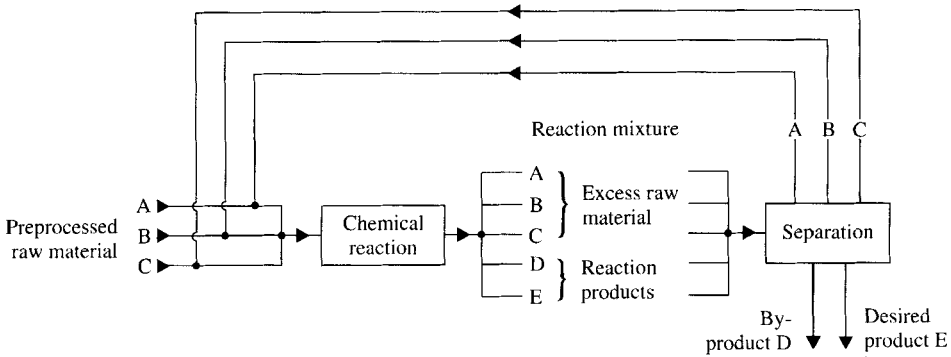 A B C
Reaction mixture
A
B
C
Excess raw
material
D
E
Reaction
products
Preprocessed
raw material
A
B
C
Chemical
reaction
Separation
By-
product D
Desired
product E